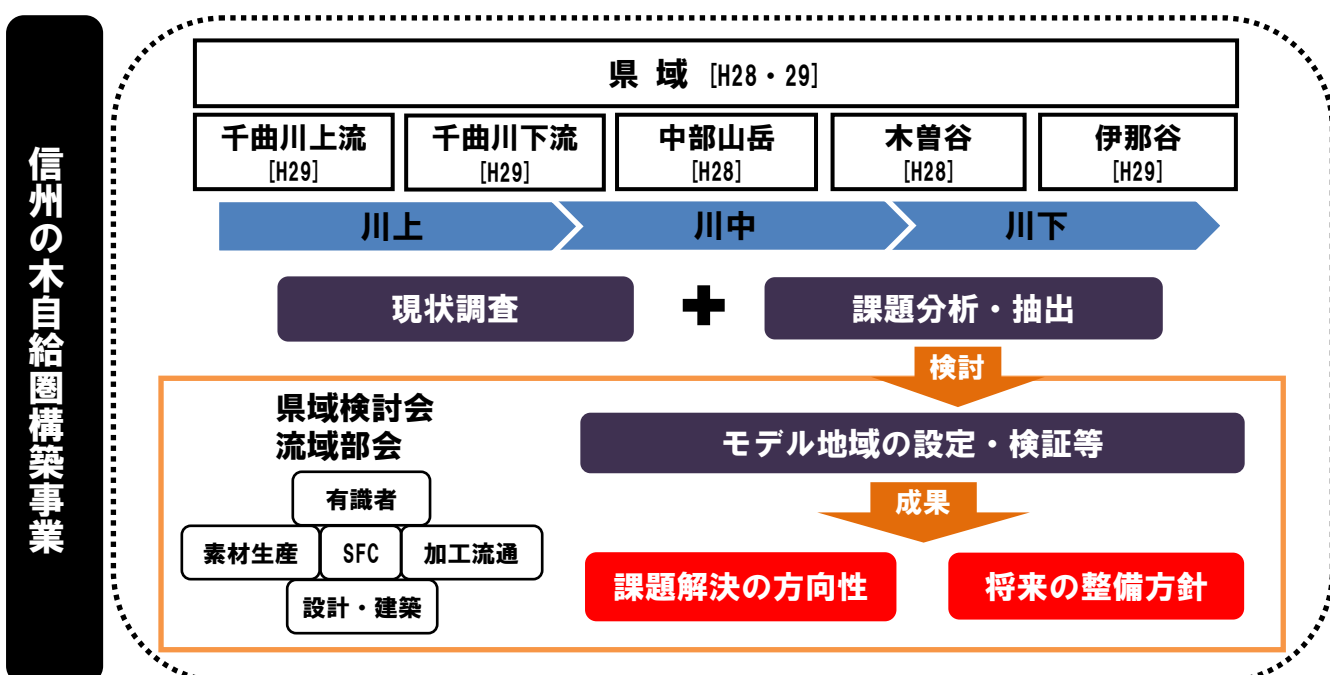 信州の木自給圏構築事業
県 域 [H28・29]
千曲川上流
[H29]
千曲川下流
[H29]
中部山岳
[H28]
木曽谷
[H28]
伊那谷
[H29]
川上
川中
川下
現状調査
＋
課題分析・抽出
検討
県域検討会
流域部会
有識者
素材生産
SFC
加工流通
設計・建築
モデル地域の設定・検証等
成果
課題解決の方向性
将来の整備方針